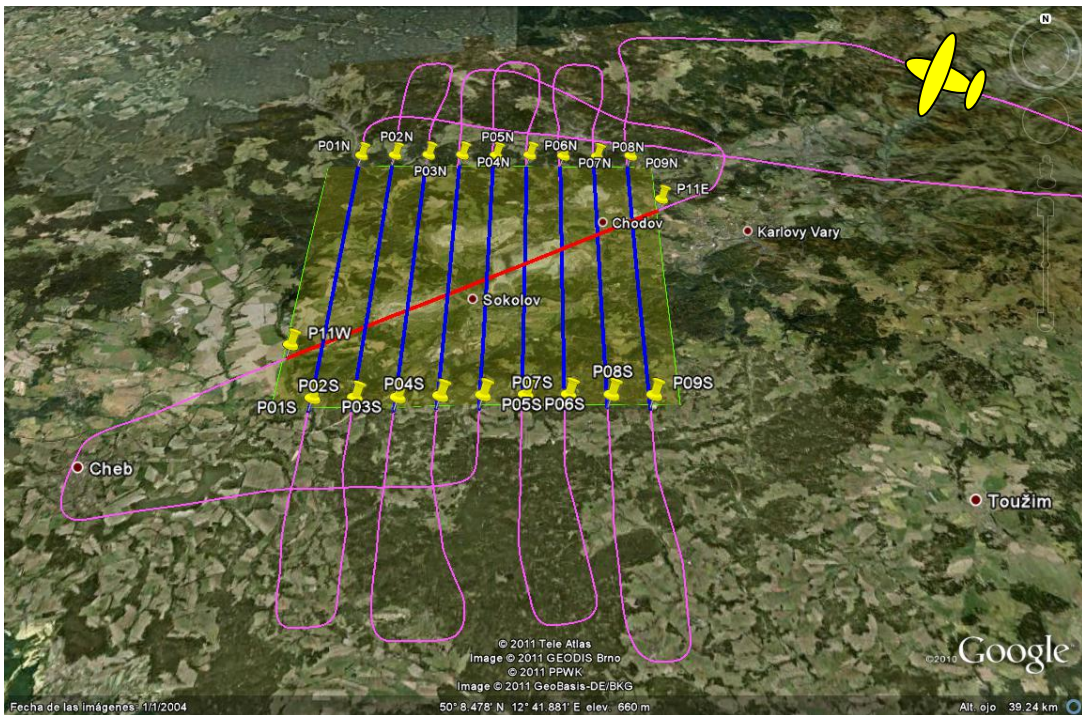 N
P01N
P02N
P03N
P04N
P05N
P06N
P07N
P08N
P09N
P11E
Chodov
Karlovy Vary
Sokolov
P11W
P01S
P02S
P03S
P04S
P05S
P06S
P07S
P08S
P09S
Cheb
Toužim
© 2011 Tele Atlas
Image © 2011 GEODIS Brno
© 2011 PPWK
Image © 2011 GeoBasis-DE/BKG
©2010 Google
Fecha de las imágenes: 1/1/2004
50° 8.478' N 12° 41.881' E elev. 660 m
Alt. ojo 39.24 km